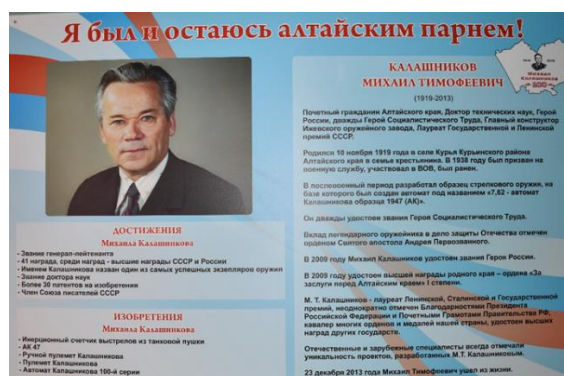 Я был и остаюсь алтайским парнем!
КАЛАШНИКОВ
МИХАИЛ ТИМОФЕЕВИЧ
(1919-2013)
МИХАИЛ
КАЛАШНИКОВ
100
Почетный гражданин Алтайского края, Доктор технических наук, Герой
России, дважды Герой Социалистического Труда, Главный конструктор
Ижевского оружейного завода, Лауреат Государственной и Ленинской
премий СССР.
Родился 10 ноября 1919 года в селе Курья Курьинского района
Алтайского края в семье крестьянина. В 1938 году был призван на
военную службу, участвовал в ВОВ, был ранен.
В послевоенный период разработал образец стрелкового оружия, на
базе которого был создан автомат под названием «7,62 - автомат
Калашникова образца 1947 (АК)».
Он дважды удостоен звания Героя Социалистического Труда.
Вклад легендарного оружейника в дело защиты Отечества отмечен
орденом Святого апостола Андрея Первозванного.
В 2009 году Михаил Калашников удостоен звания Герой России.
В 2009 году удостоен высшей награды родного края – ордена «За
заслуги перед Алтайским краем» I степени.
М. Т. Калашников - лауреат Ленинской, Сталинской и Государственной
премий, неоднократно отмечен Благодарностями Президента
Российской Федерации и Почетными Грамотами Правительства РФ,
кавалер многих орденов и медалей нашей страны, удостоен высших
наград других государств.
Отечественные и зарубежные специалисты всегда отмечали
уникальность проектов, разработанных М.Т. Калашниковым.
23 декабря 2013 года Михаил Тимофеевич ушел из жизни.
ДОСТИЖЕНИЯ
Михаила Калашникова
- Звание генерал-лейтенанта
- 41 награда, среди наград - высшие награды СССР и России
- Именем Калашникова назван один из самых успешных экземпляров оружия
- Звание доктора наук
- Более 30 патентов на изобретения
- Член Союза писателей СССР
ИЗОБРЕТЕНИЯ
Михаила Калашникова
- Инерционный счетчик выстрелов из танковой пушки
- АК 47
- Ручной пулемет Калашникова
- Пулемет Калашникова
- Автомат Калашникова 100-й серии